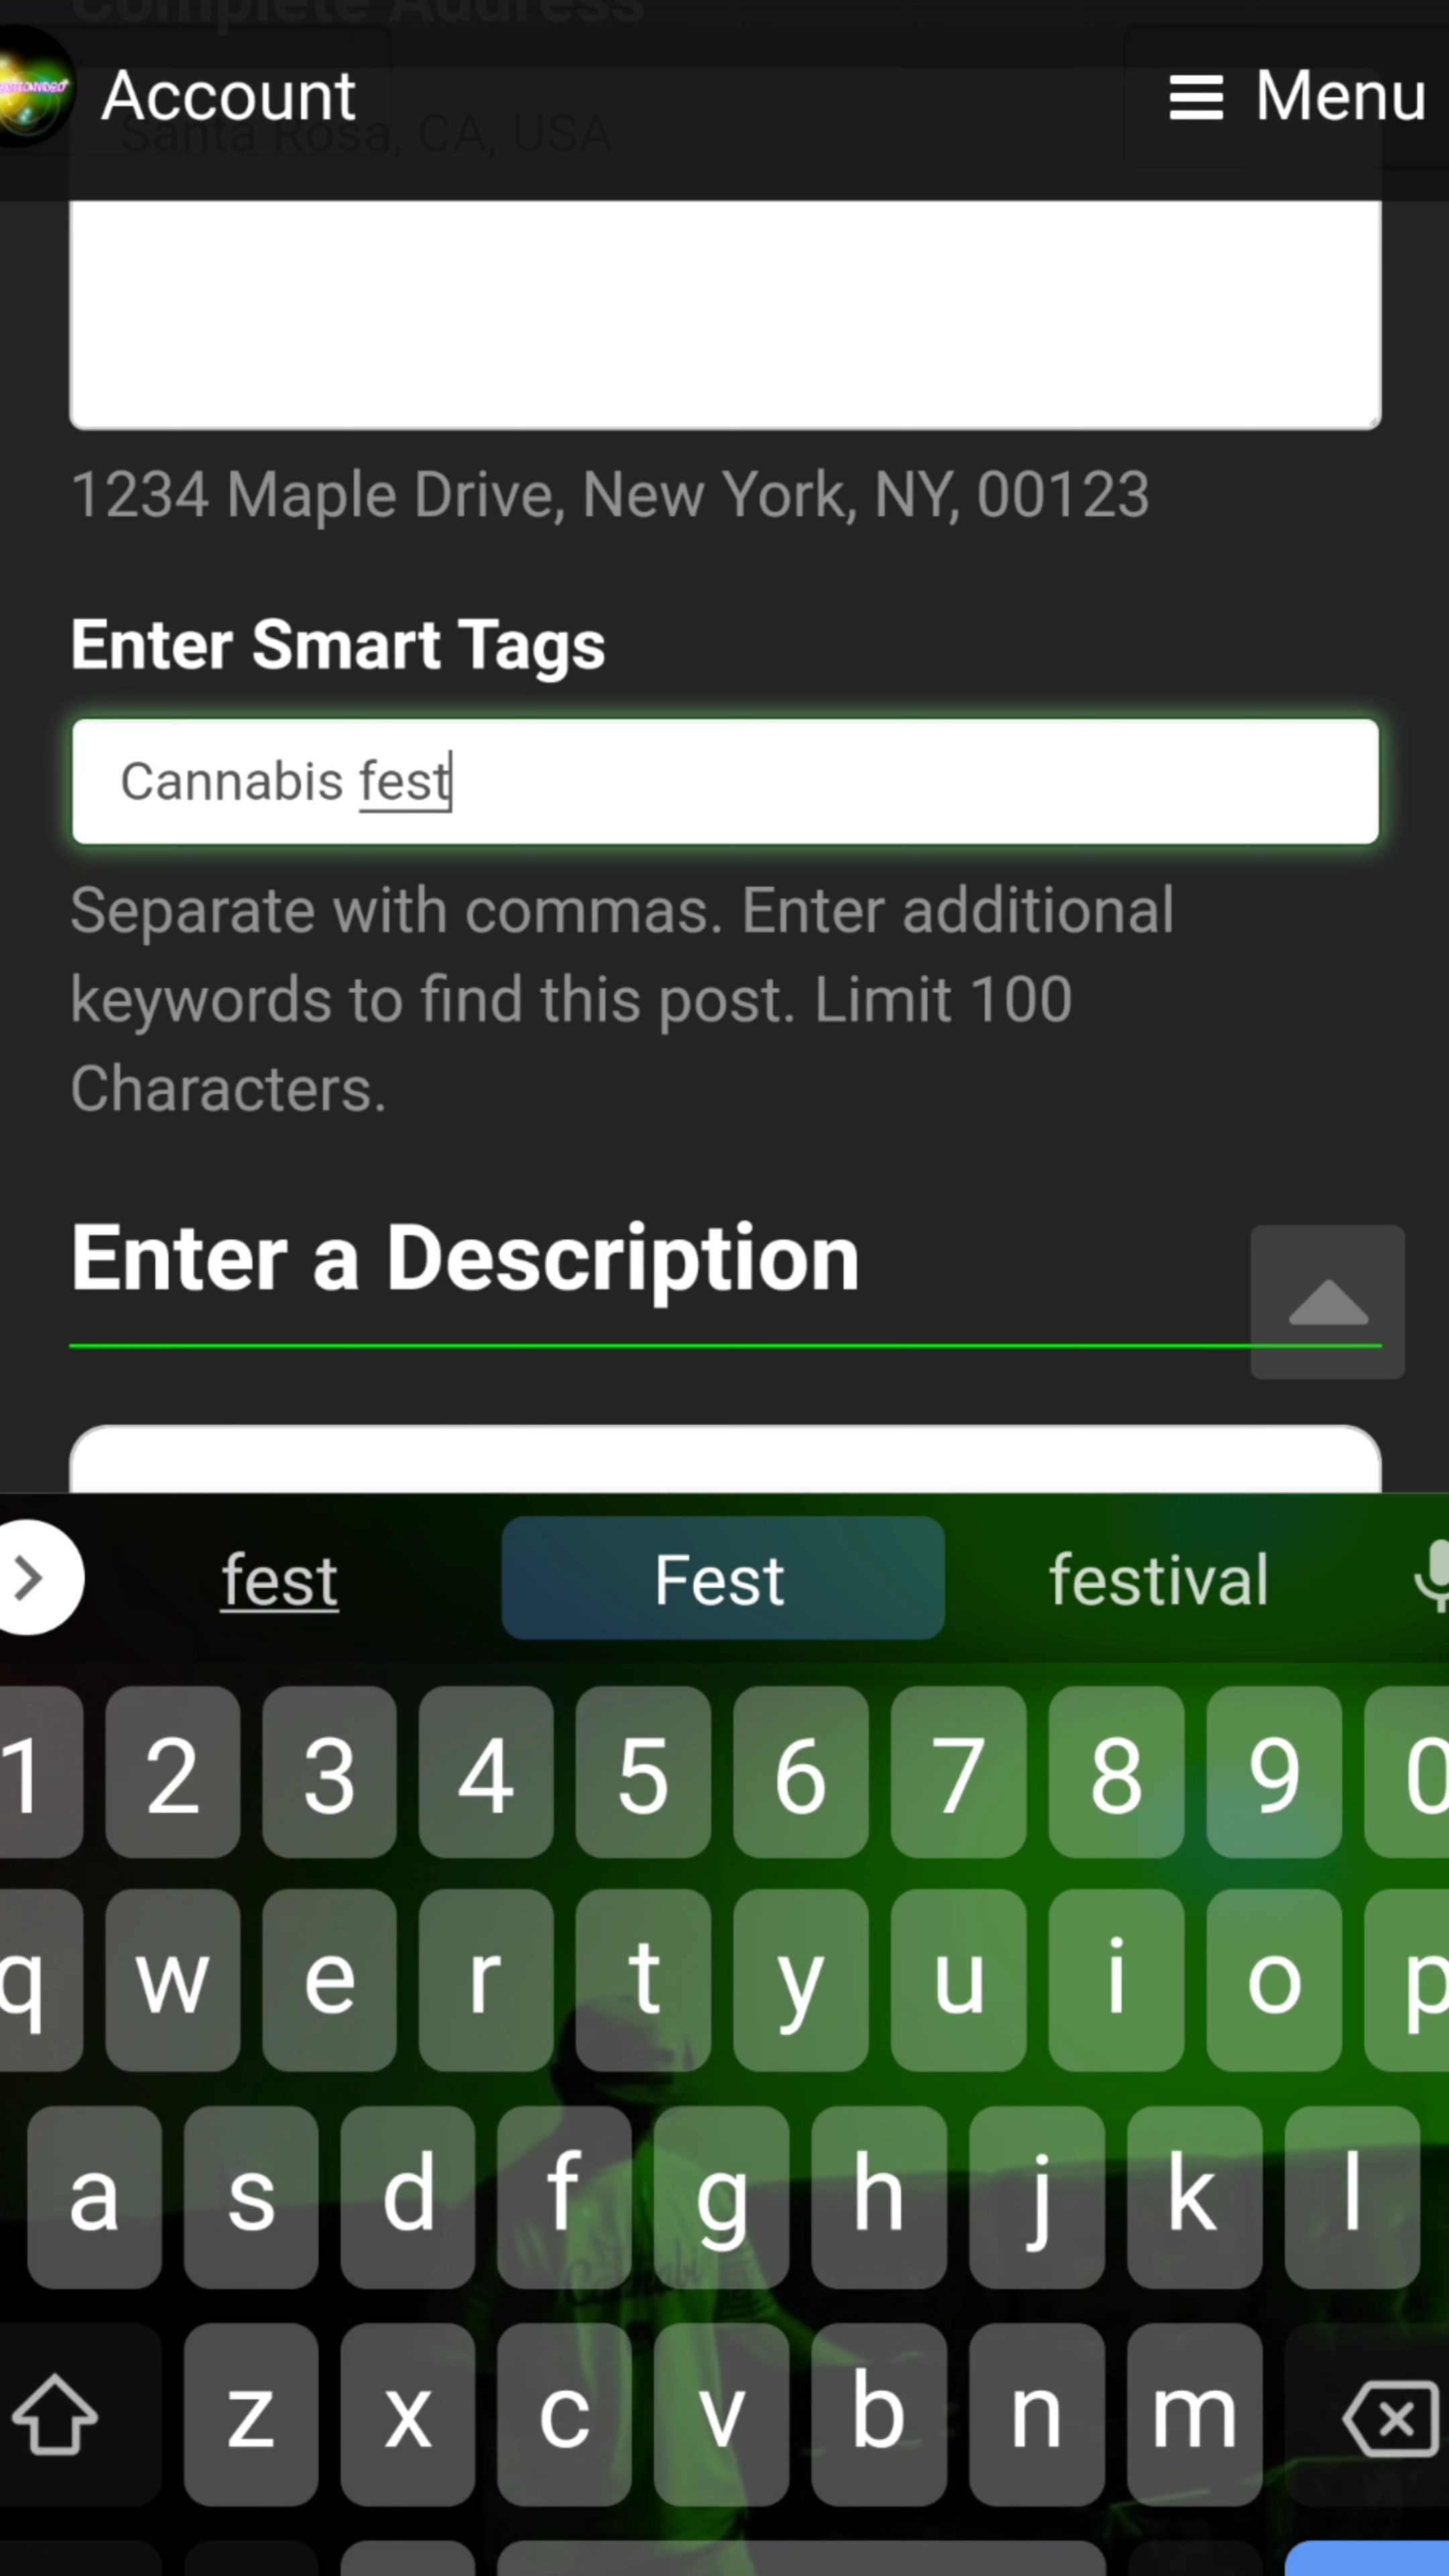 Complete Address
Account
Menu
Santa Rosa, CA, USA
1234 Maple Drive, New York, NY, 00123
Enter Smart Tags
Cannabis fest
Separate with commas. Enter additional
keywords to find this post. Limit 100
Characters.
Enter a Description
fest Fest festival
1 2 3 4 5 6 7 8 9 0
q w e r t y u i o p
a s d f g h j k l
z x c v b n m